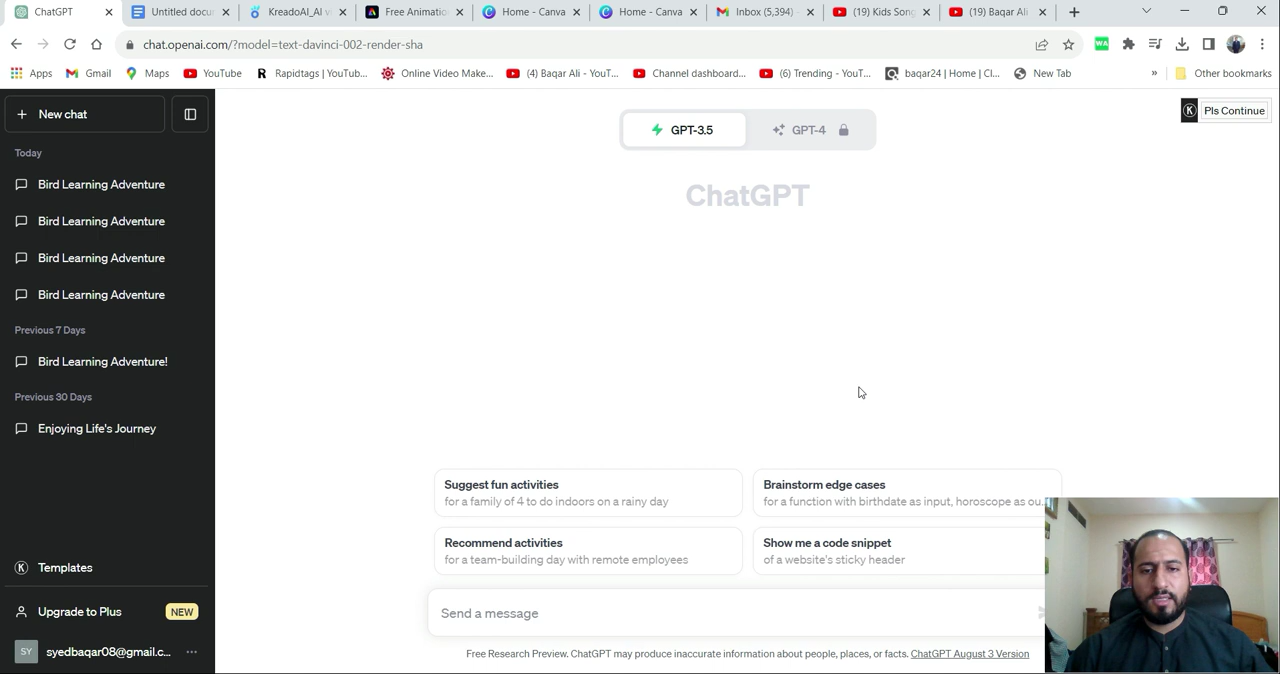 ChatGPT
Untitled docu
KreadoAI_AI v
Free Animatio
Home - Canva
Home - Canva
Inbox (5,394)
(19) Kids Song
(19) Baqar Ali
chat.openai.com/?model=text-davinci-002-render-sha
WA
Apps
Gmail
Maps
YouTube
R Rapidtags | YouTub...
Online Video Make...
(4) Baqar Ali - YouT...
Channel dashboard...
(6) Trending - YouT...
baqar24 | Home | Cl...
New Tab
»
Other bookmarks
+ New chat
Today
Bird Learning Adventure
Bird Learning Adventure
Bird Learning Adventure
Bird Learning Adventure
Previous 7 Days
Bird Learning Adventure!
Previous 30 Days
Enjoying Life's Journey
K Templates
Upgrade to Plus NEW
SY syedbaqar08@gmail.c... ...
GPT-3.5 GPT-4
K Pls Continue
ChatGPT
Suggest fun activities
for a family of 4 to do indoors on a rainy day
Brainstorm edge cases
for a function with birthdate as input, horoscope as ou...
Recommend activities
for a team-building day with remote employees
Show me a code snippet
of a website's sticky header
Send a message
Free Research Preview. ChatGPT may produce inaccurate information about people, places, or facts. ChatGPT August 3 Version